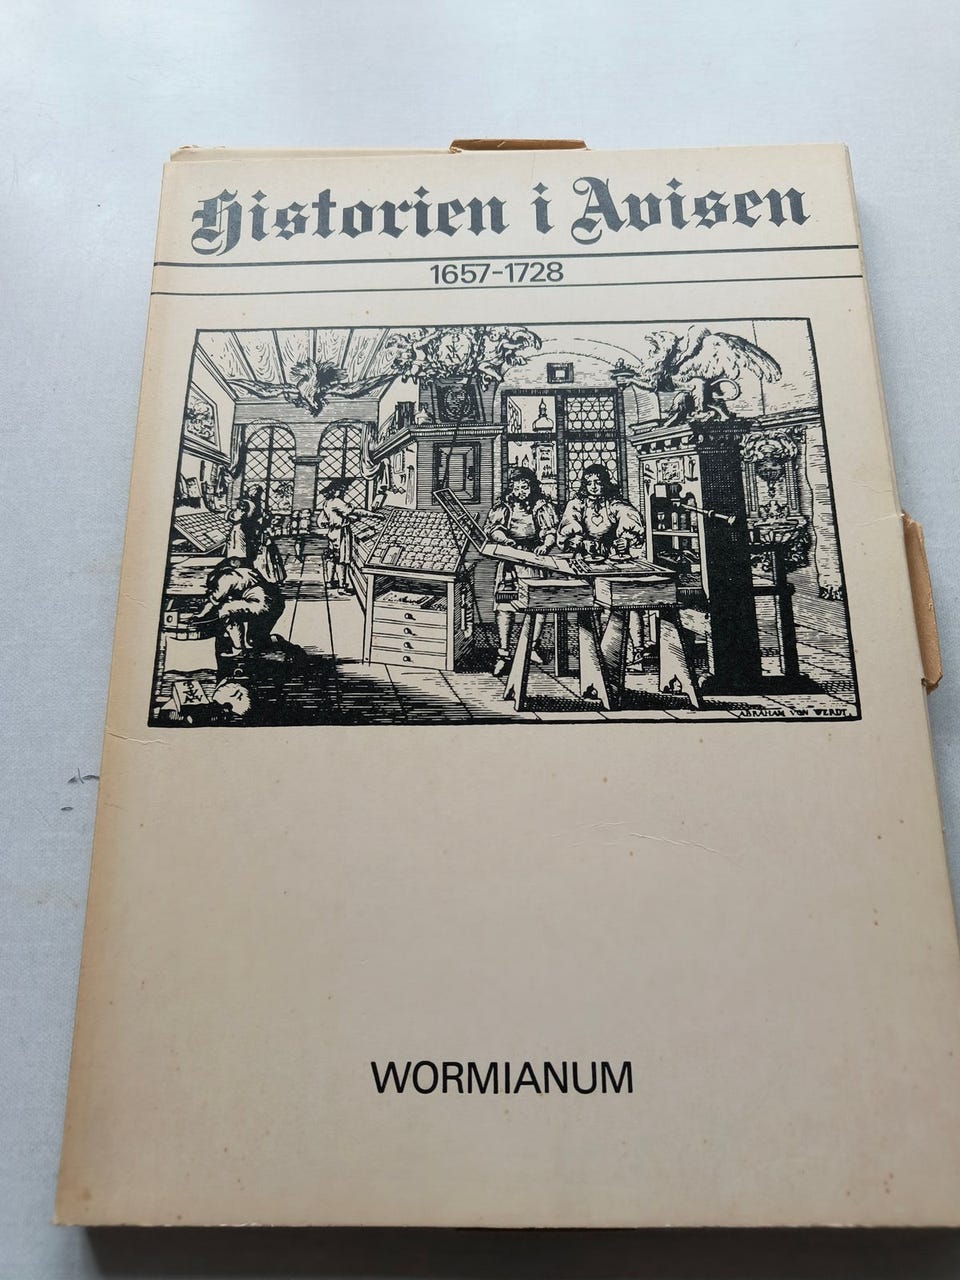 Historien i Avisen
1657-1728
ABRAHAM VON WERDT.
WORMIANUM